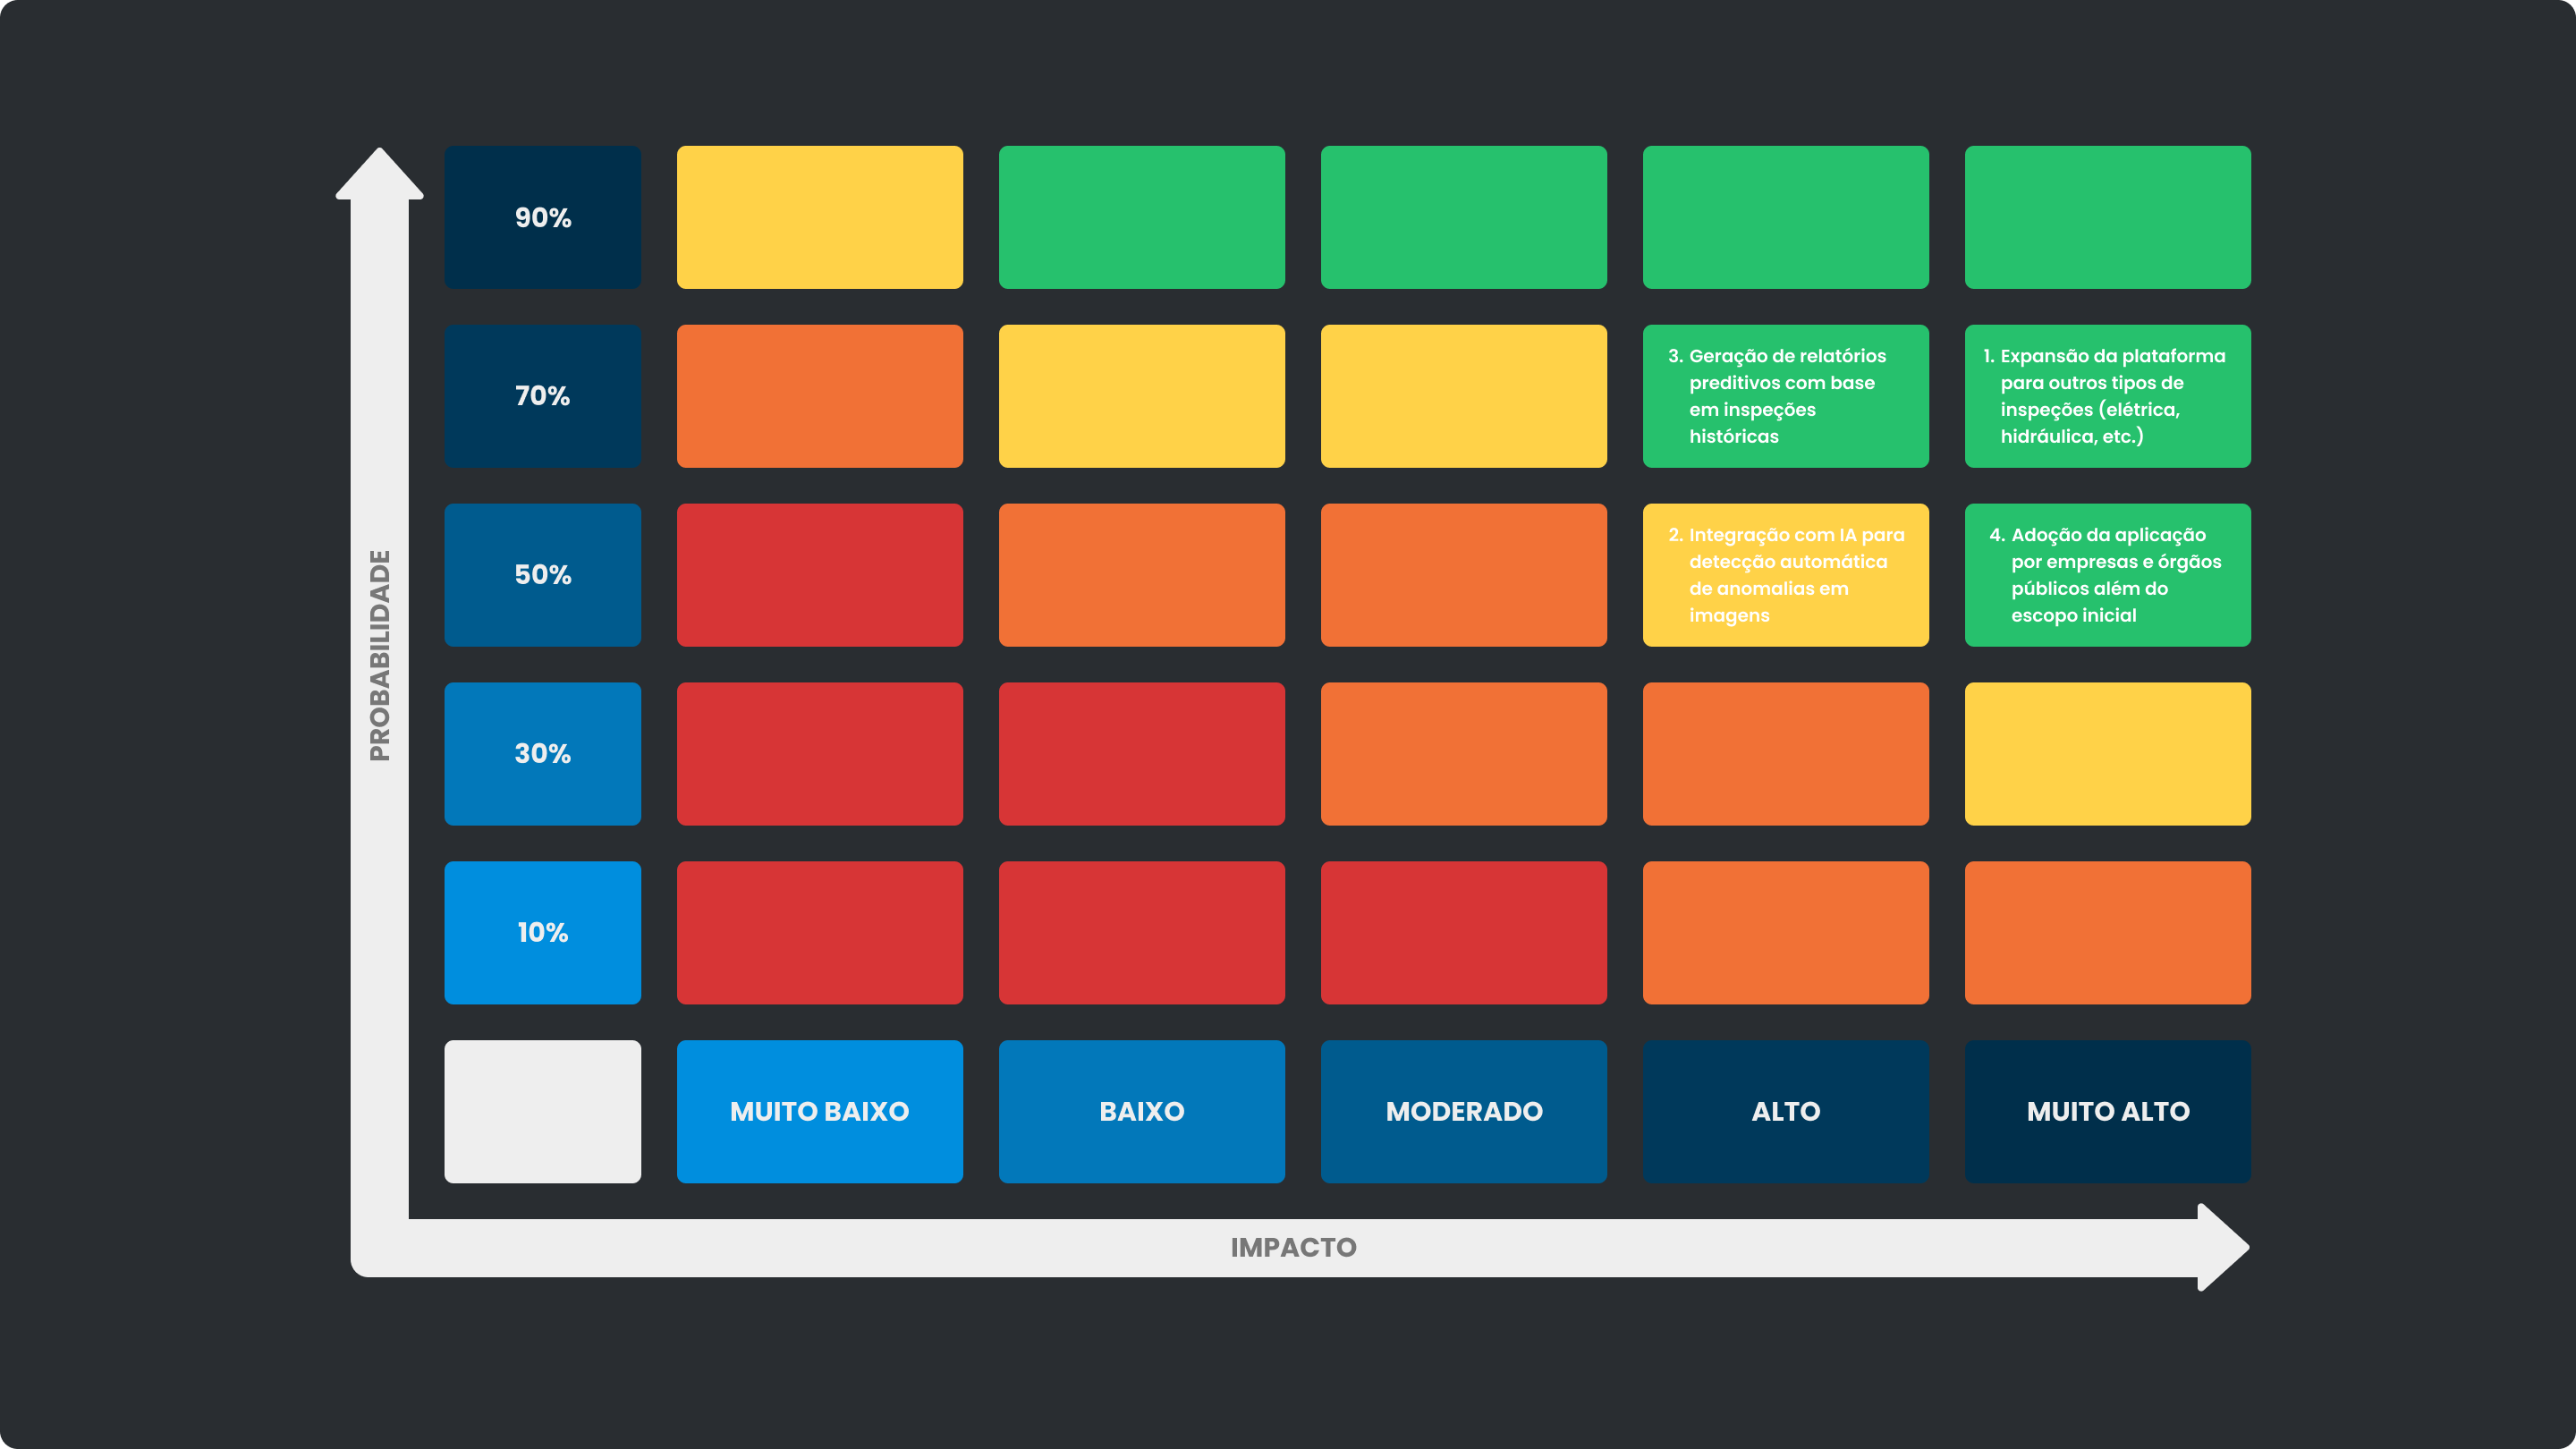 PROBABILIDADE
90%
70%
3. Geração de relatórios
preditivos com base
em inspeções
históricas
1. Expansão da plataforma
para outros tipos de
inspeções (elétrica,
hidráulica, etc.)
50%
2. Integração com IA para
detecção automática
de anomalias em
imagens
4. Adoção da aplicação
por empresas e órgãos
públicos além do
escopo inicial
30%
10%
MUITO BAIXO
BAIXO
MODERADO
ALTO
MUITO ALTO
IMPACTO